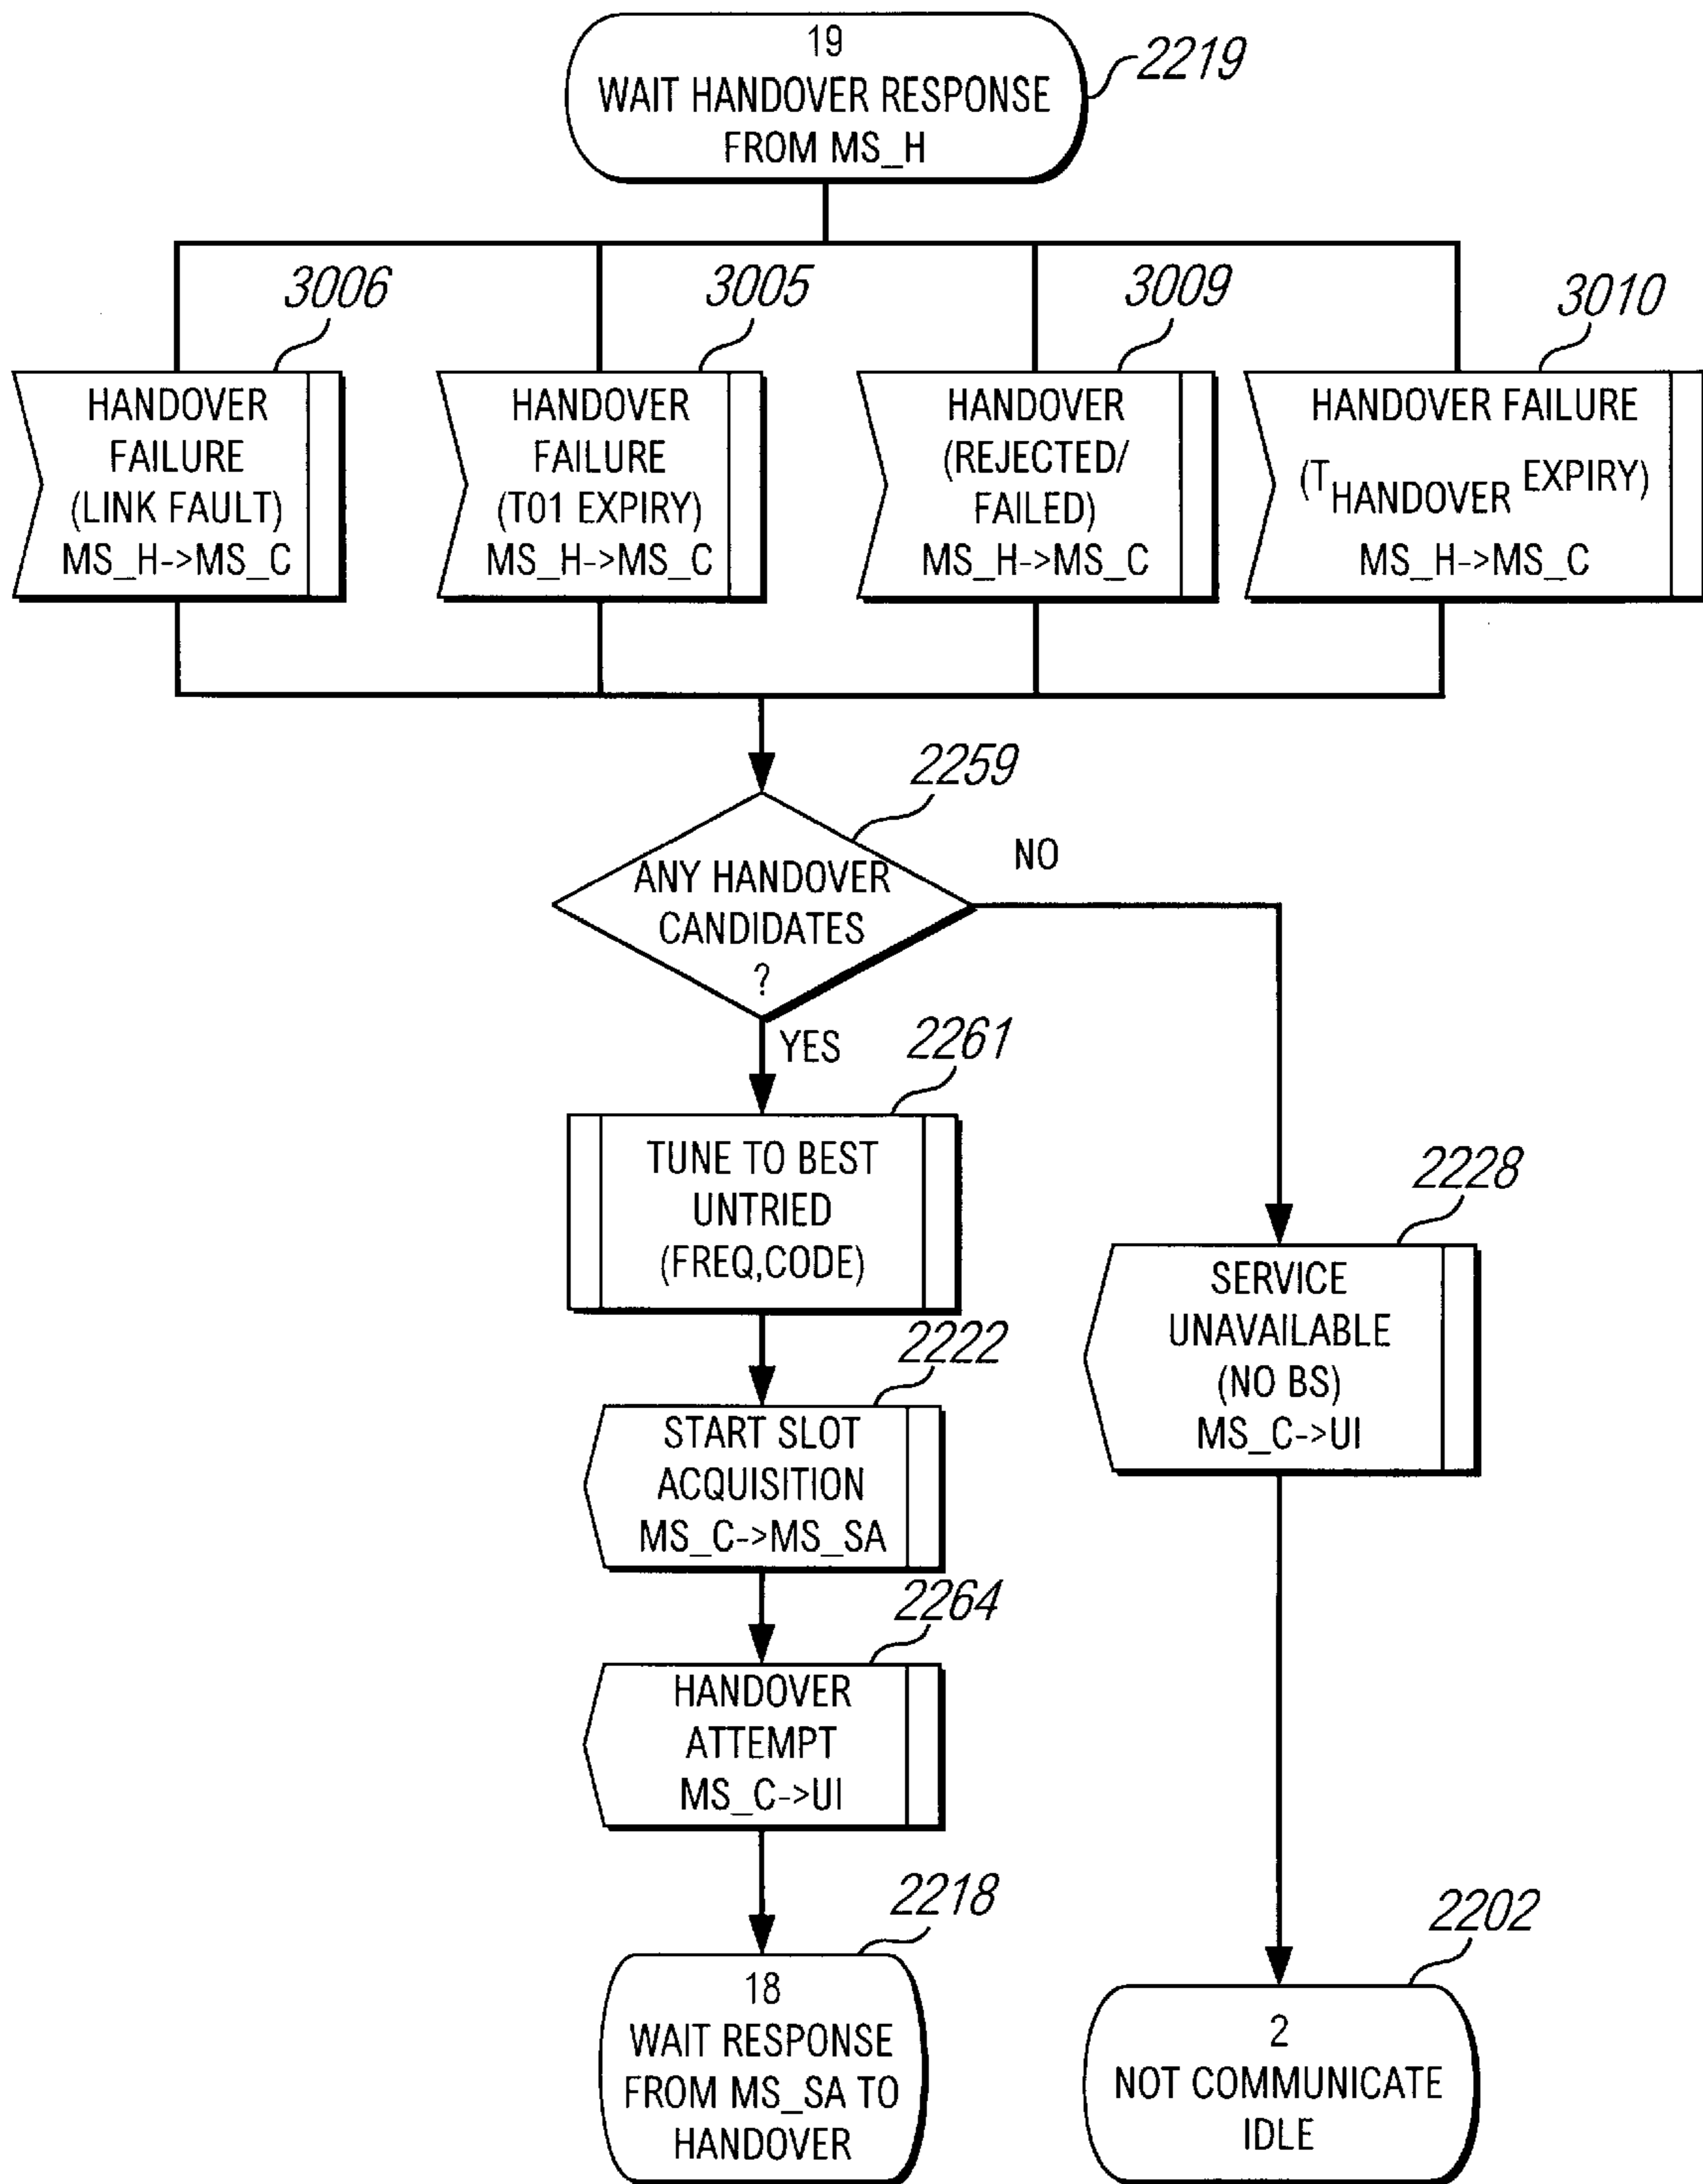 19
WAIT HANDOVER RESPONSE
FROM MS_H
2219
3006
HANDOVER
FAILURE
(LINK FAULT)
MS_H->MS_C
3005
HANDOVER
FAILURE
(T01 EXPIRY)
MS_H->MS_C
3009
HANDOVER
(REJECTED/
FAILED)
MS_H->MS_C
3010
HANDOVER FAILURE
(T HANDOVER EXPIRY)
MS_H->MS_C
2259
ANY HANDOVER
CANDIDATES
?
NO
YES
2261
TUNE TO BEST
UNTRIED
(FREQ,CODE)
2228
SERVICE
UNAVAILABLE
(NO BS)
MS_C->UI
2222
START SLOT
ACQUISITION
MS_C->MS_SA
2264
HANDOVER
ATTEMPT
MS_C->UI
2218
18
WAIT RESPONSE
FROM MS_SA TO
HANDOVER
2202
2
NOT COMMUNICATE
IDLE